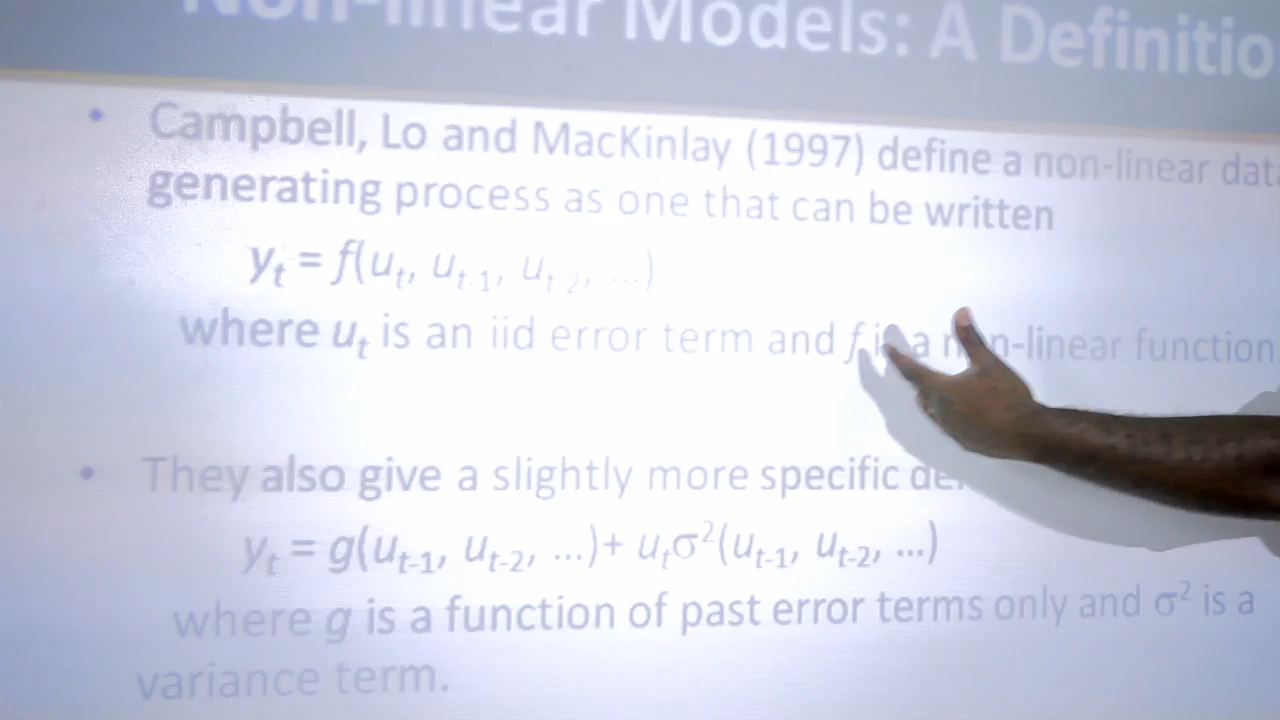 Non-linear Models: A Definitio
• Campbell, Lo and MacKinlay (1997) define a non-linear data
generating process as one that can be written
yₜ = f(uₜ, uₜ₋₁, uₜ₋₂, ...)
where uₜ is an iid error term and f is a non-linear function
• They also give a slightly more specific
yₜ = g(uₜ₋₁, uₜ₋₂, ...)+ uₜσ²(uₜ₋₁, uₜ₋₂, ...)
where g is a function of past error terms only and σ² is a
variance term.